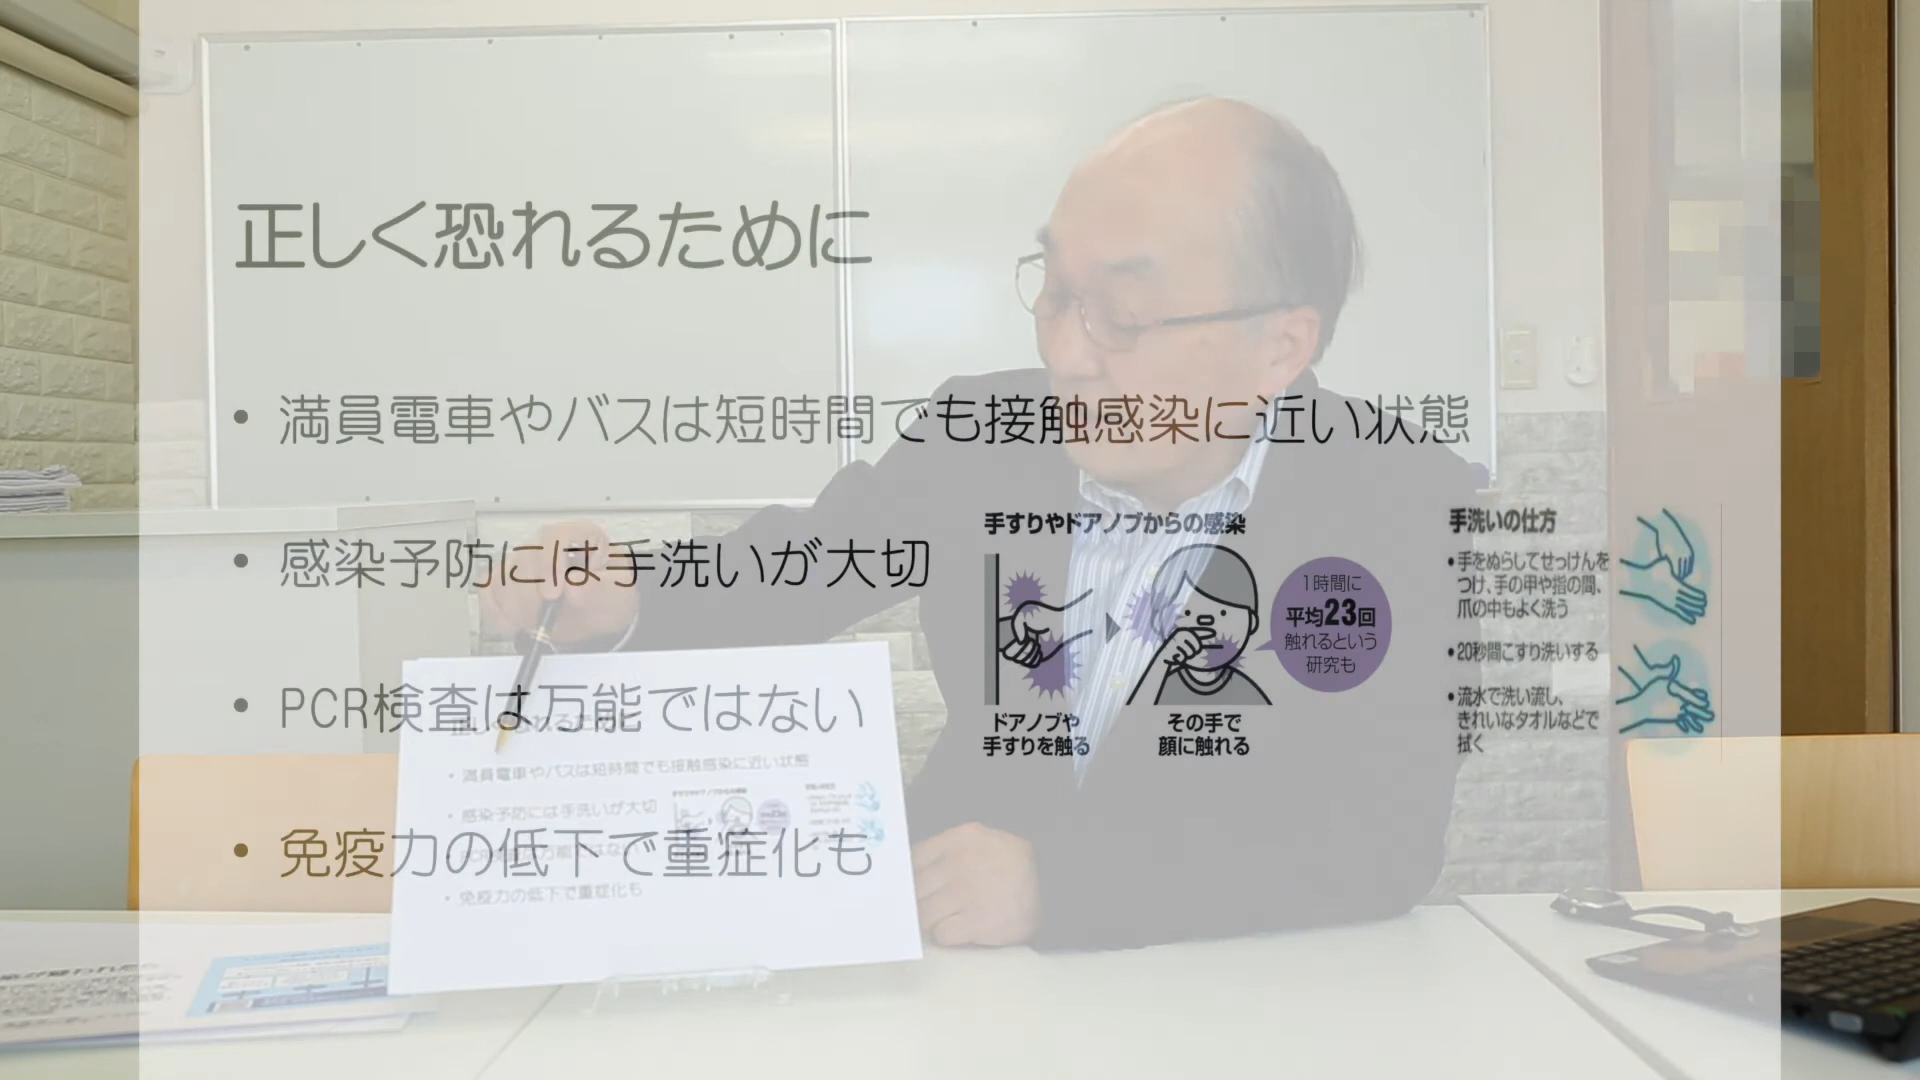 正しく恐れるために
• 満員電車やバスは短時間でも接触感染に近い状態
• 感染予防には手洗いが大切
手すりやドアノブからの感染
1時間に
平均23回
触れるという
研究も
ドアノブや
手すりを触る
その手で
顔に触れる
手洗いの仕方
•手をぬらしてせっけんを
つけ、手の甲や指の間、
爪の中もよく洗う
•20秒間こすり洗いする
•流水で洗い流し、
きれいなタオルなどで
拭く
• PCR検査は万能ではない
• 免疫力の低下で重症化も
• 満員電車やバスは短時間でも接触感染に近い状態
• 感染予防には手洗いが大切
• 免疫力の低下で重症化も